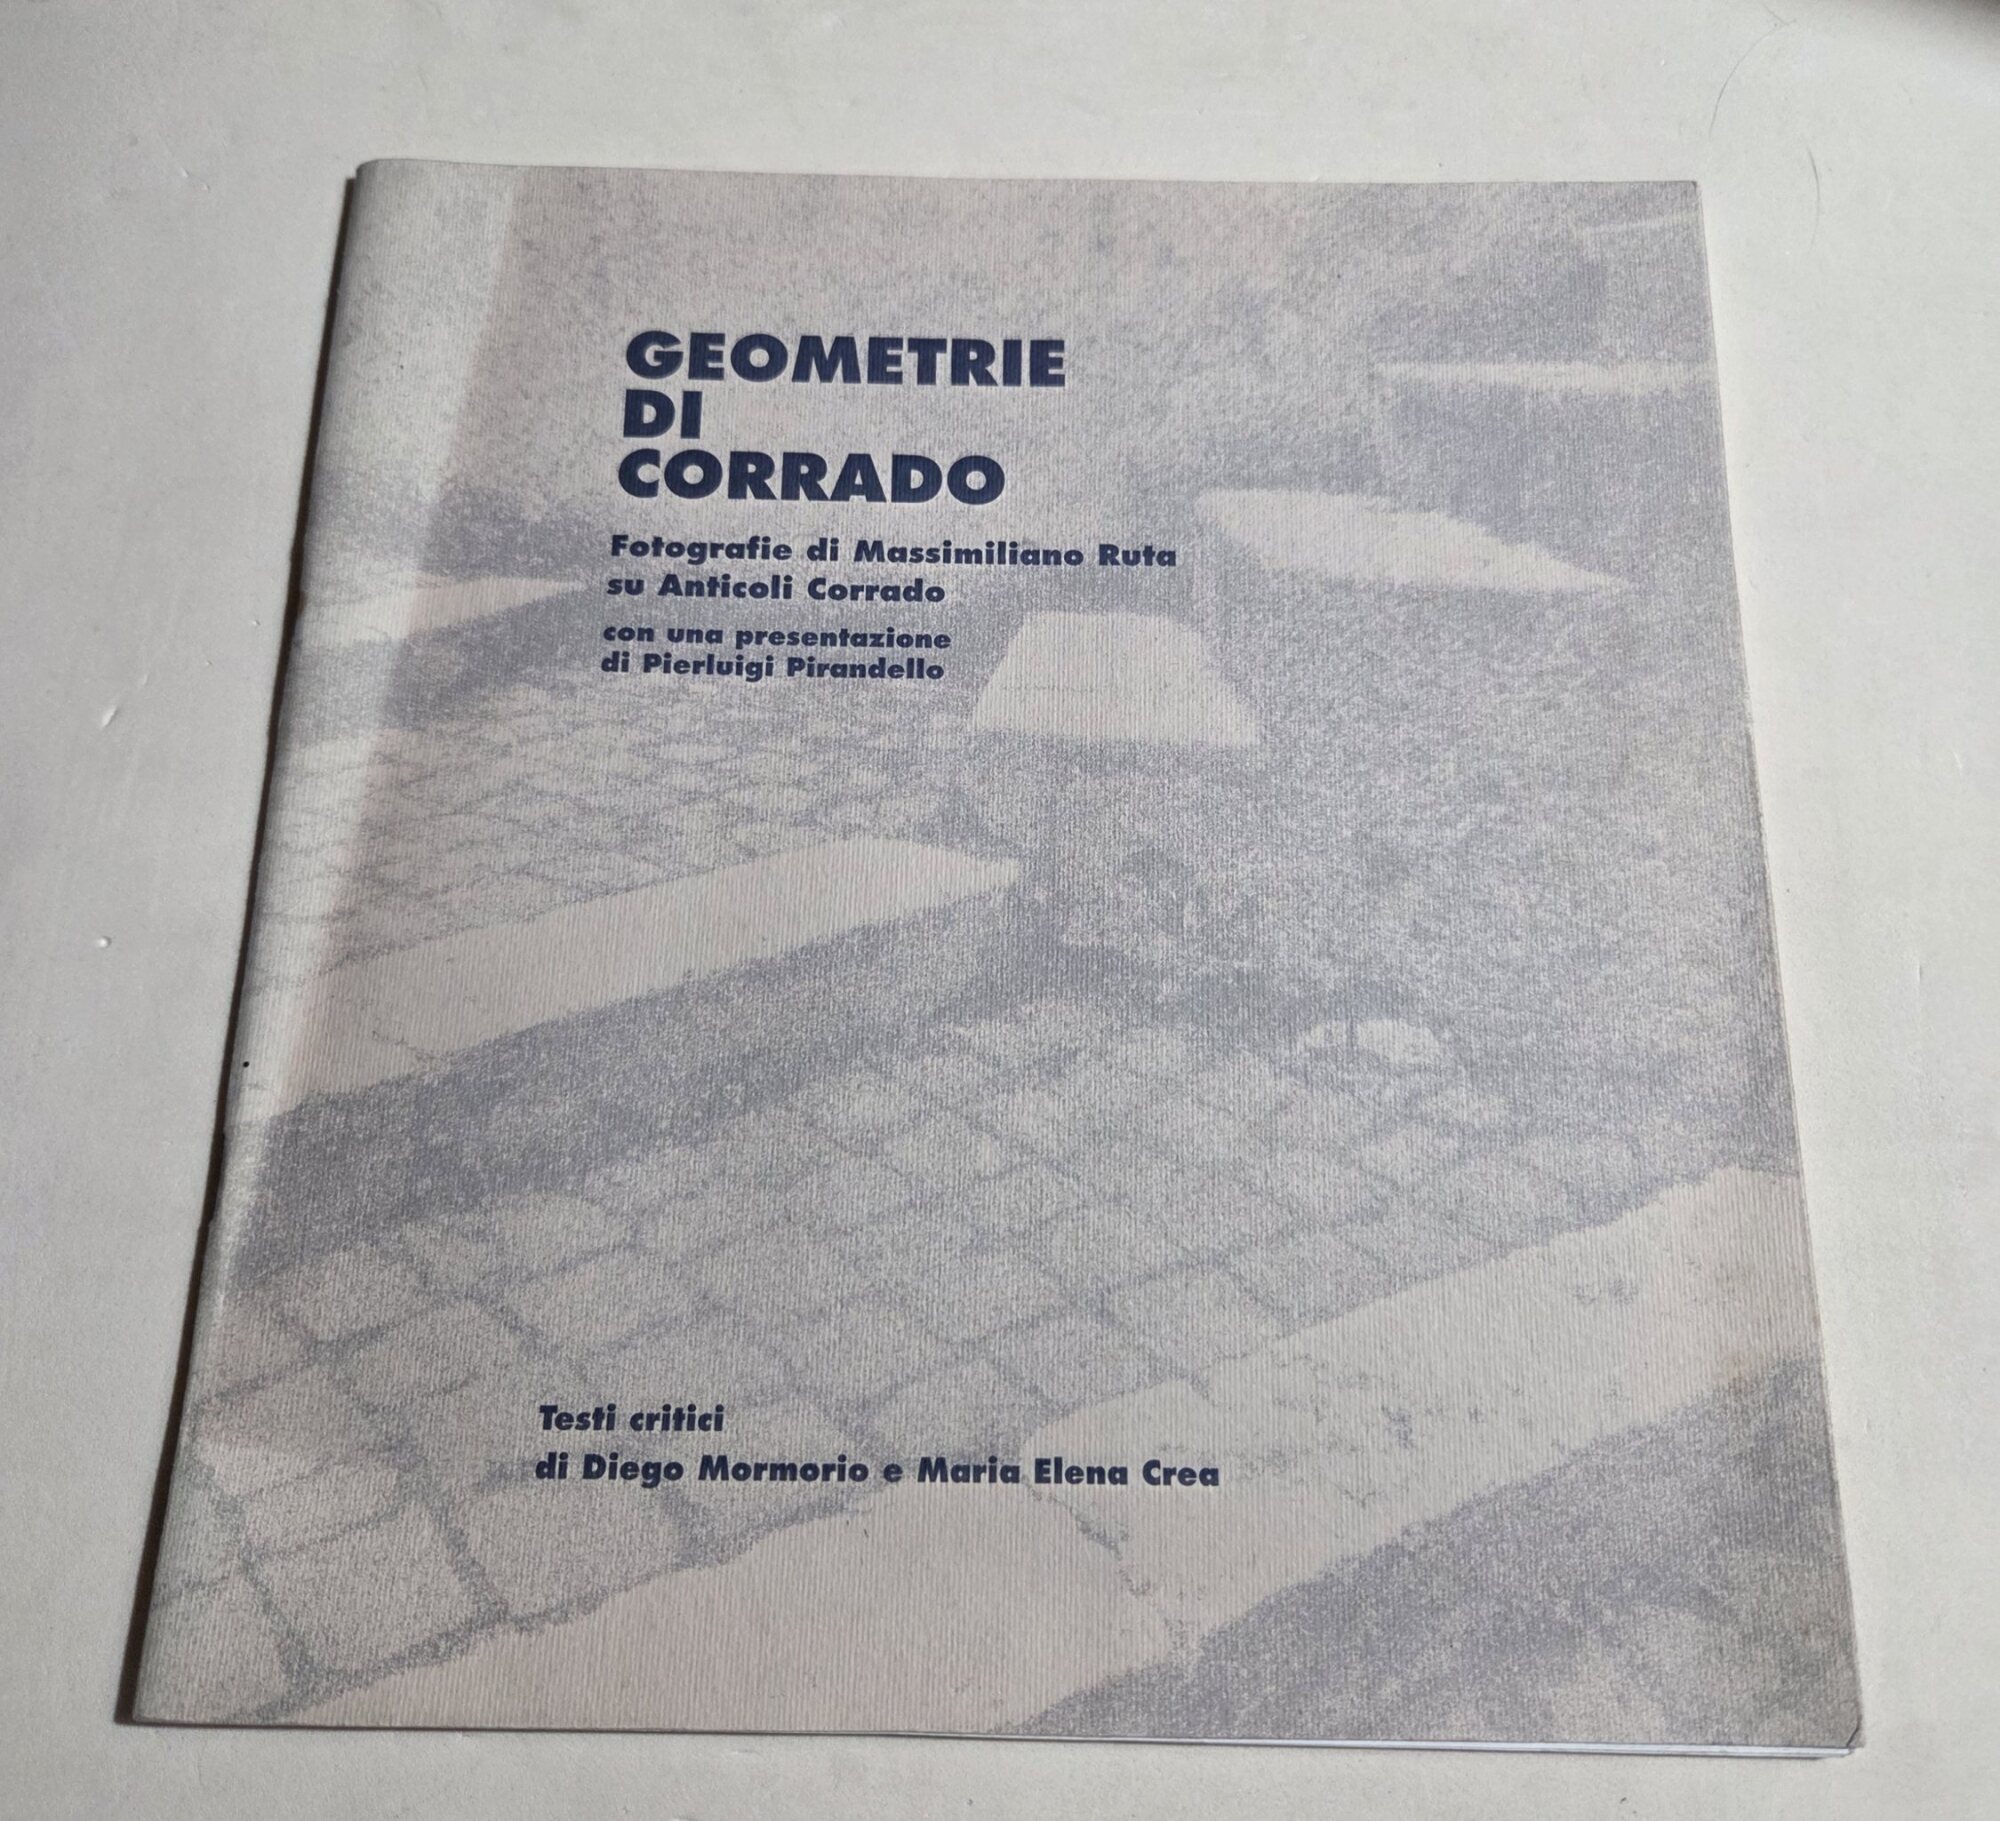 GEOMETRIE
DI
CORRADO
Fotografie di Massimiliano Ruta
su Anticoli Corrado
con una presentazione
di Pierluigi Pirandello
Testi critici
di Diego Mormorio e Maria Elena Crea